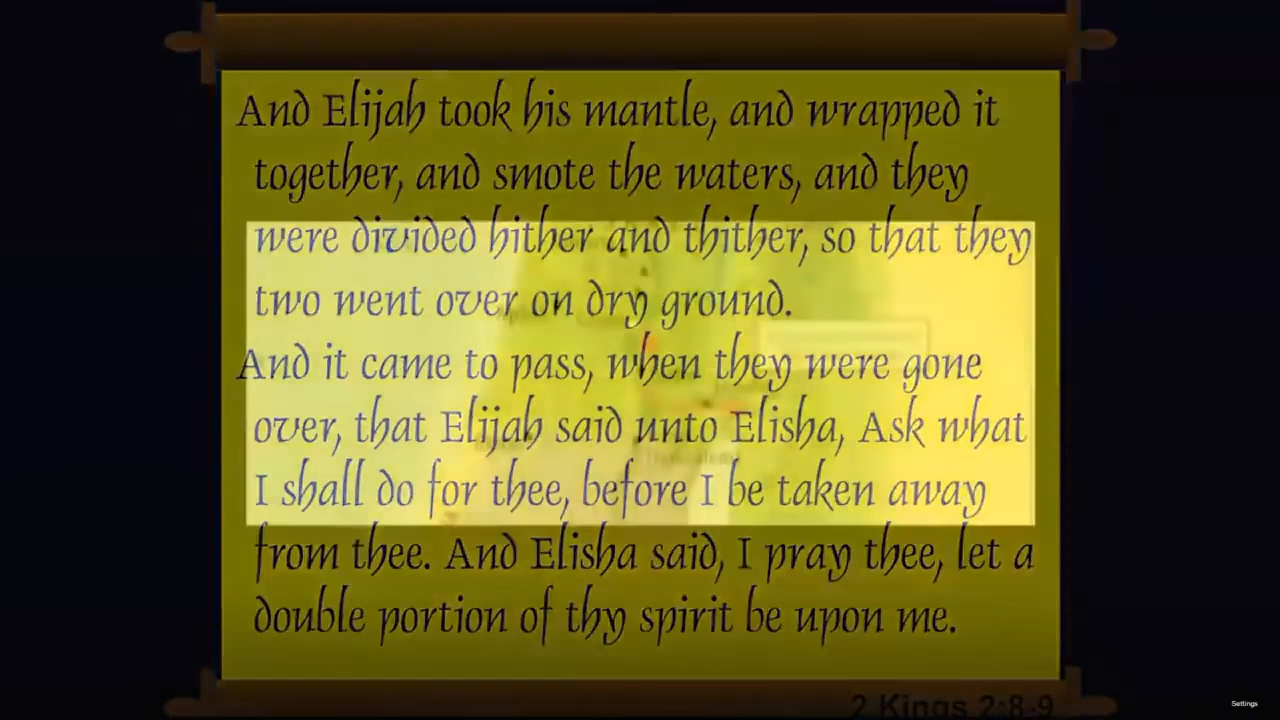 And Elijah took his mantle, and wrapped it
together, and smote the waters, and they
were divided hither and thither, so that they
two went over on dry ground.
And it came to pass, when they were gone
over, that Elijah said unto Elisha, Ask what
I shall do for thee, before I be taken away
from thee. And Elisha said, I pray thee, let a
double portion of thy spirit be upon me.
2 Kings 2:8-9
Settings